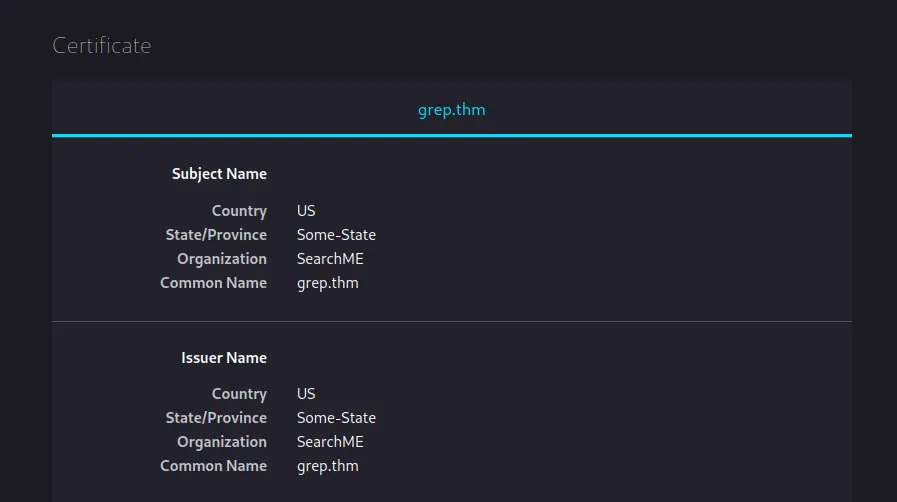 Certificate
grep.thm
Subject Name
Country US
State/Province Some-State
Organization SearchME
Common Name grep.thm
Issuer Name
Country US
State/Province Some-State
Organization SearchME
Common Name grep.thm